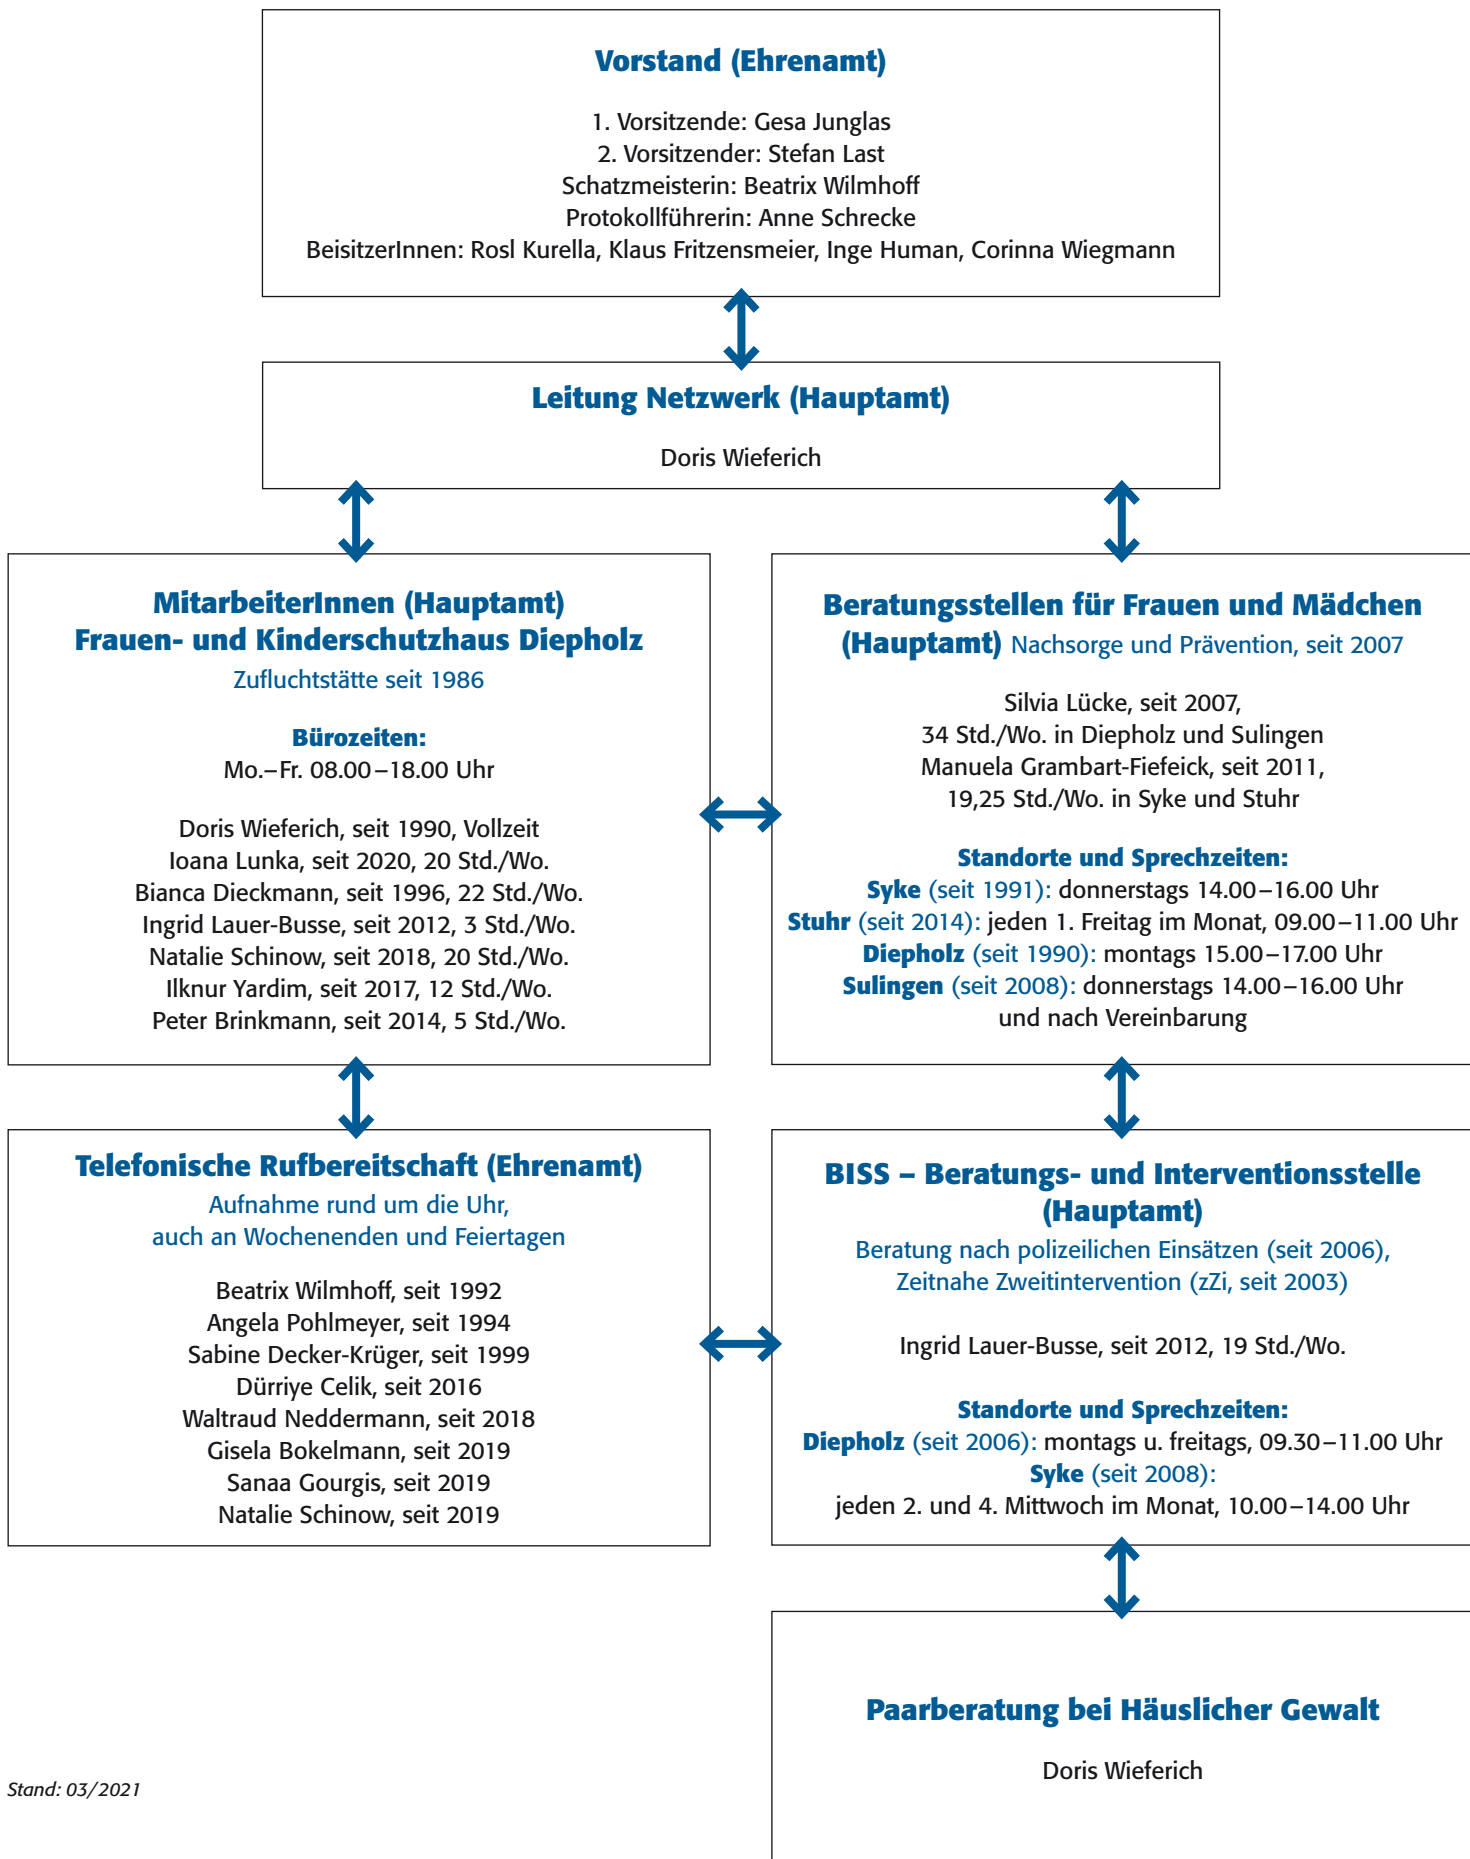 Vorstand (Ehrenamt)
1. Vorsitzende: Gesa Junglas
2. Vorsitzender: Stefan Last
Schatzmeisterin: Beatrix Wilmhoff
Protokollführerin: Anne Schrecke
BeisitzerInnen: Rosl Kurella, Klaus Fritzensmeier, Inge Human, Corinna Wiegmann
Leitung Netzwerk (Hauptamt)
Doris Wieferich
MitarbeiterInnen (Hauptamt)
Frauen- und Kinderschutzhaus Diepholz
Zufluchtstätte seit 1986
Bürozeiten:
Mo.–Fr. 08.00–18.00 Uhr
Doris Wieferich, seit 1990, Vollzeit
Ioana Lunka, seit 2020, 20 Std./Wo.
Bianca Dieckmann, seit 1996, 22 Std./Wo.
Ingrid Lauer-Busse, seit 2012, 3 Std./Wo.
Natalie Schinow, seit 2018, 20 Std./Wo.
Ilknur Yardim, seit 2017, 12 Std./Wo.
Peter Brinkmann, seit 2014, 5 Std./Wo.
Beratungsstellen für Frauen und Mädchen
(Hauptamt) Nachsorge und Prävention, seit 2007
Silvia Lücke, seit 2007,
34 Std./Wo. in Diepholz und Sulingen
Manuela Grambart-Fiefeick, seit 2011,
19,25 Std./Wo. in Syke und Stuhr
Standorte und Sprechzeiten:
Syke (seit 1991): donnerstags 14.00–16.00 Uhr
Stuhr (seit 2014): jeden 1. Freitag im Monat, 09.00–11.00 Uhr
Diepholz (seit 1990): montags 15.00–17.00 Uhr
Sulingen (seit 2008): donnerstags 14.00–16.00 Uhr
und nach Vereinbarung
Telefonische Rufbereitschaft (Ehrenamt)
Aufnahme rund um die Uhr,
auch an Wochenenden und Feiertagen
Beatrix Wilmhoff, seit 1992
Angela Pohlmeyer, seit 1994
Sabine Decker-Krüger, seit 1999
Dürriye Celik, seit 2016
Waltraud Neddermann, seit 2018
Gisela Bokelmann, seit 2019
Sanaa Gourgis, seit 2019
Natalie Schinow, seit 2019
BISS – Beratungs- und Interventionsstelle
(Hauptamt)
Beratung nach polizeilichen Einsätzen (seit 2006),
Zeitnahe Zweitintervention (zZi, seit 2003)
Ingrid Lauer-Busse, seit 2012, 19 Std./Wo.
Standorte und Sprechzeiten:
Diepholz (seit 2006): montags u. freitags, 09.30–11.00 Uhr
Syke (seit 2008):
jeden 2. und 4. Mittwoch im Monat, 10.00–14.00 Uhr
Paarberatung bei Häuslicher Gewalt
Doris Wieferich
Stand: 03/2021